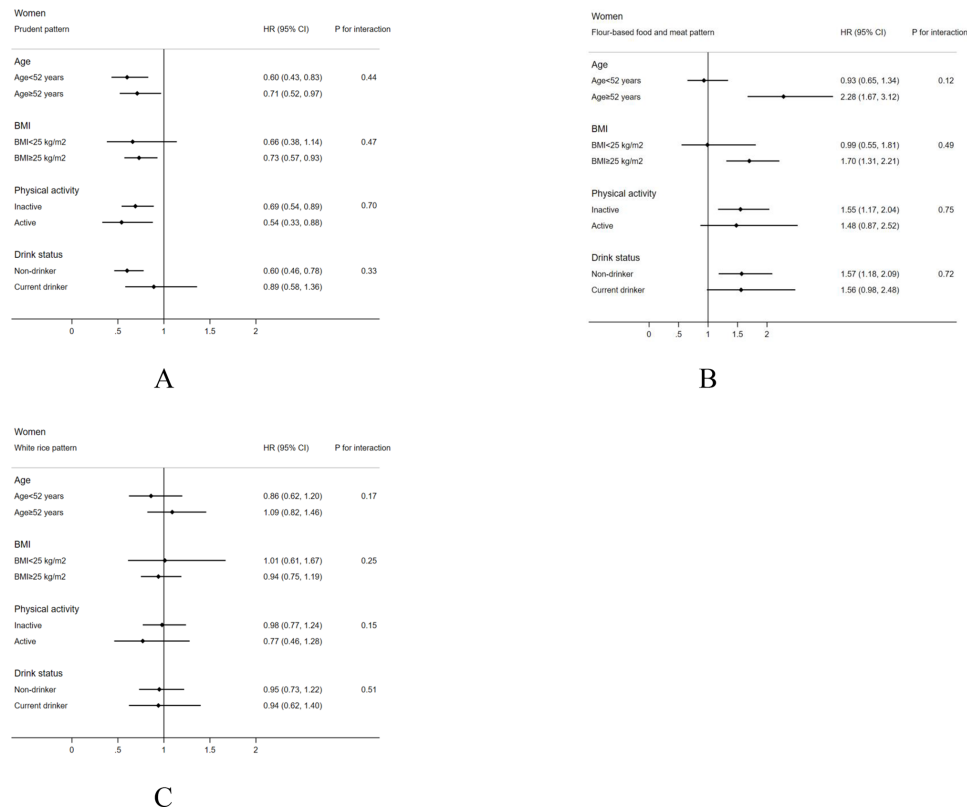 Women
Prudent pattern HR (95% CI) P for interaction
Age
Age<52 years 0.60 (0.43, 0.83) 0.44
Age≥52 years 0.71 (0.52, 0.97)
BMI
BMI<25 kg/m2 0.66 (0.38, 1.14) 0.47
BMI≥25 kg/m2 0.73 (0.57, 0.93)
Physical activity
Inactive 0.69 (0.54, 0.89) 0.70
Active 0.54 (0.33, 0.88)
Drink status
Non-drinker 0.60 (0.46, 0.78) 0.33
Current drinker 0.89 (0.58, 1.36)
0 .5 1 1.5 2
A
Women
Flour-based food and meat pattern HR (95% CI) P for interaction
Age
Age<52 years 0.93 (0.65, 1.34) 0.12
Age≥52 years 2.28 (1.67, 3.12)
BMI
BMI<25 kg/m2 0.99 (0.55, 1.81) 0.49
BMI≥25 kg/m2 1.70 (1.31, 2.21)
Physical activity
Inactive 1.55 (1.17, 2.04) 0.75
Active 1.48 (0.87, 2.52)
Drink status
Non-drinker 1.57 (1.18, 2.09) 0.72
Current drinker 1.56 (0.98, 2.48)
0 .5 1 1.5 2
B
Women
White rice pattern HR (95% CI) P for interaction
Age
Age<52 years 0.86 (0.62, 1.20) 0.17
Age≥52 years 1.09 (0.82, 1.46)
BMI
BMI<25 kg/m2 1.01 (0.61, 1.67) 0.25
BMI≥25 kg/m2 0.94 (0.75, 1.19)
Physical activity
Inactive 0.98 (0.77, 1.24) 0.15
Active 0.77 (0.46, 1.28)
Drink status
Non-drinker 0.95 (0.73, 1.22) 0.51
Current drinker 0.94 (0.62, 1.40)
0 .5 1 1.5 2
C